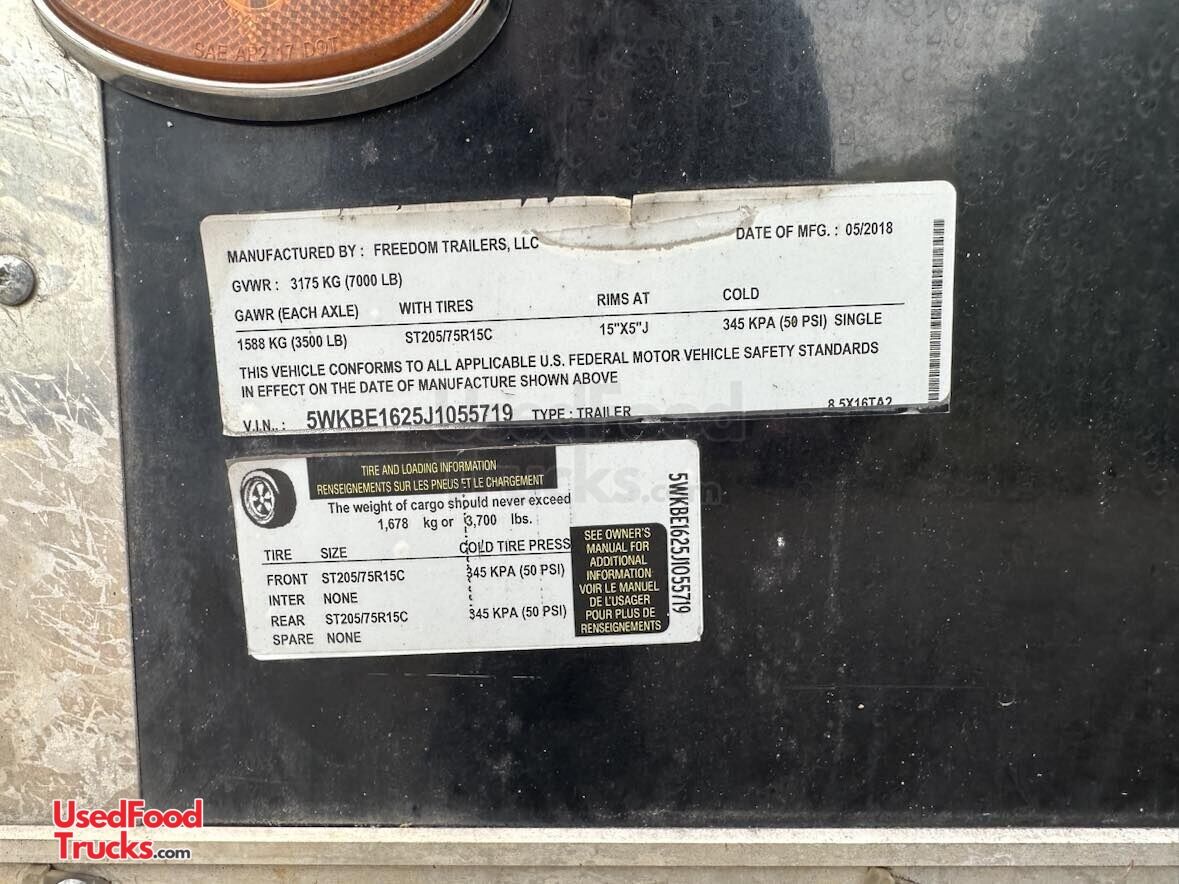 SAE AP2 17 DOT
MANUFACTURED BY : FREEDOM TRAILERS, LLC DATE OF MFG. : 05/2018
GVWR : 3175 KG (7000 LB)
GAWR (EACH AXLE) WITH TIRES RIMS AT COLD
1588 KG (3500 LB) ST205/75R15C 15"X5"J 345 KPA (50 PSI) SINGLE
THIS VEHICLE CONFORMS TO ALL APPLICABLE U.S. FEDERAL MOTOR VEHICLE SAFETY STANDARDS
IN EFFECT ON THE DATE OF MANUFACTURE SHOWN ABOVE
V.I.N.. : 5WKBE1625J1055719 TYPE : TRAILER 8.5X16TA2
UsedFood
Trucks.com
TIRE AND LOADING INFORMATION
RENSEIGNEMENTS SUR LES PNEUS ET LE CHARGEMENT
The weight of cargo should never exceed
1,678 kg or 3,700 lbs.
TIRE SIZE COLD TIRE PRESS
FRONT ST205/75R15C 345 KPA (50 PSI)
INTER NONE
REAR ST205/75R15C 345 KPA (50 PSI)
SPARE NONE
SEE OWNER'S
MANUAL FOR
ADDITIONAL
INFORMATION
VOIR LE MANUEL
DE L'USAGER
POUR PLUS DE
RENSEIGNEMENTS
5WKBE1625J1055719
UsedFood
Trucks.com